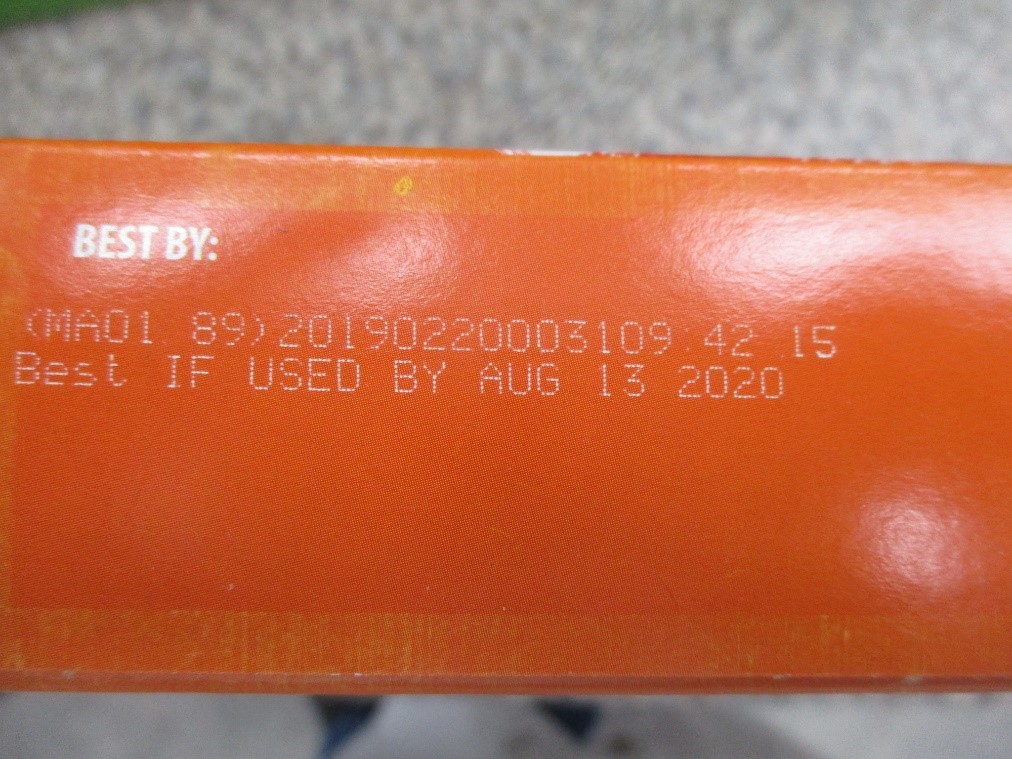 BEST BY:
(MA01 89)20190220003109:42 15
Best IF USED BY AUG 13 2020